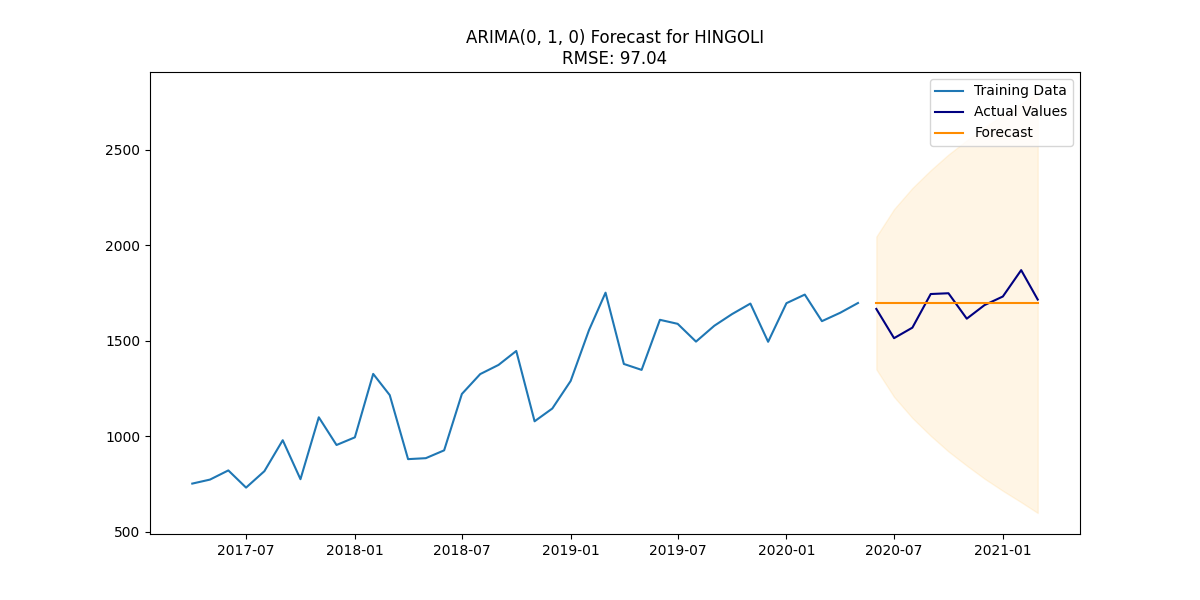 ARIMA(0, 1, 0) Forecast for HINGOLI
RMSE: 97.04
Training Data
Actual Values
Forecast
2500
2000
1500
1000
500
2017-07 2018-01 2018-07 2019-01 2019-07 2020-01 2020-07 2021-01